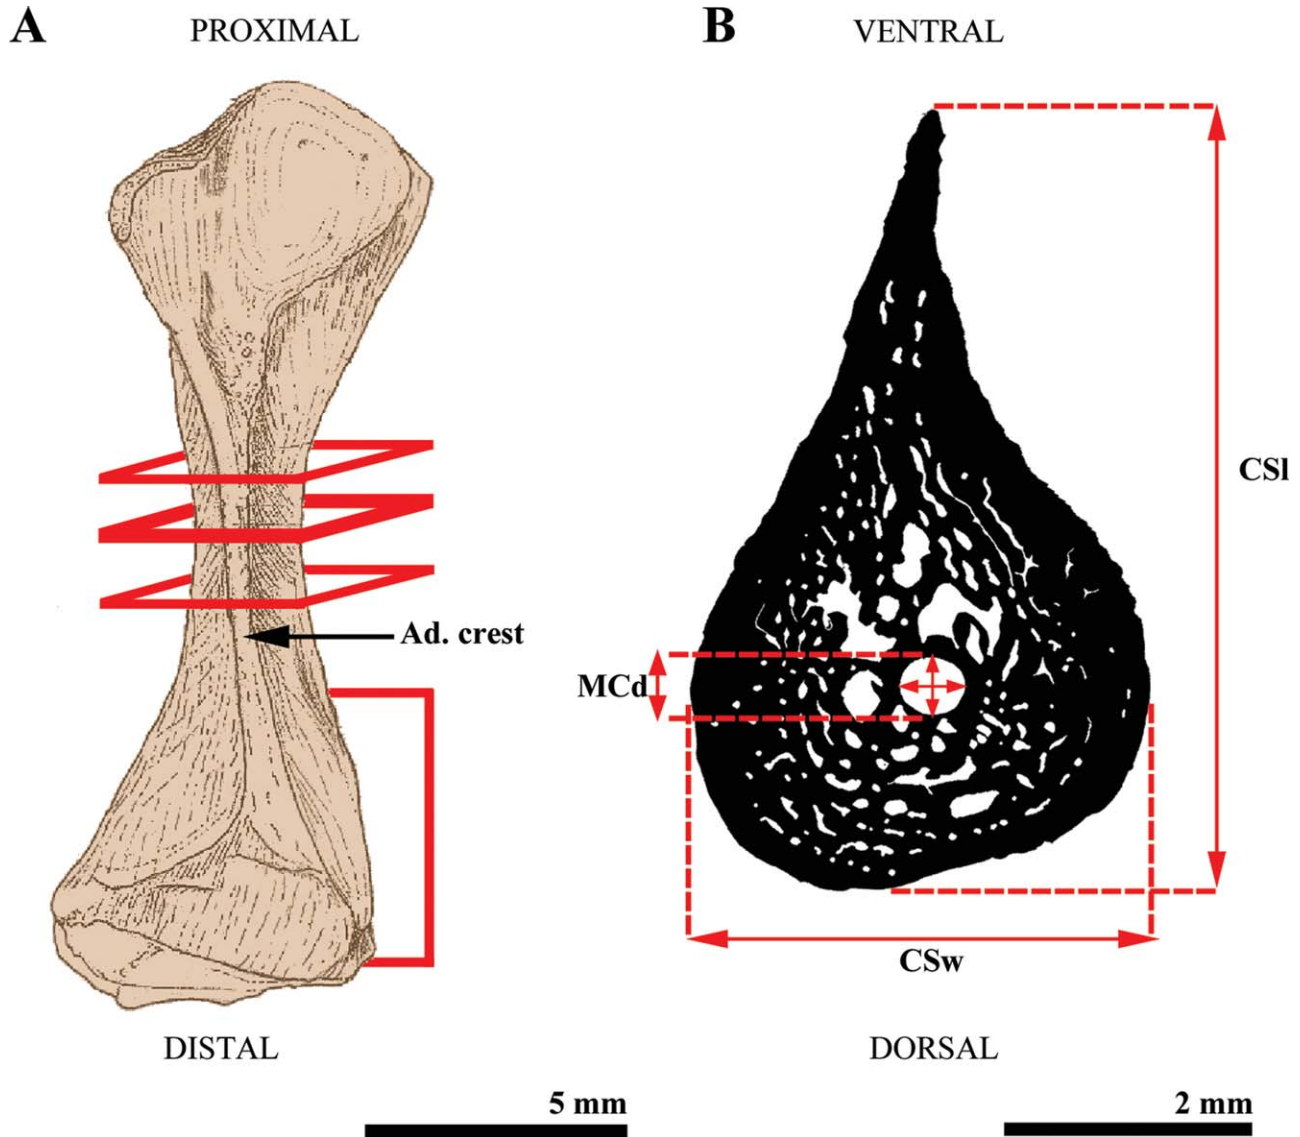 A
PROXIMAL
Ad. crest
DISTAL
5 mm
B
VENTRAL
CSl
MCd
CSw
DORSAL
2 mm